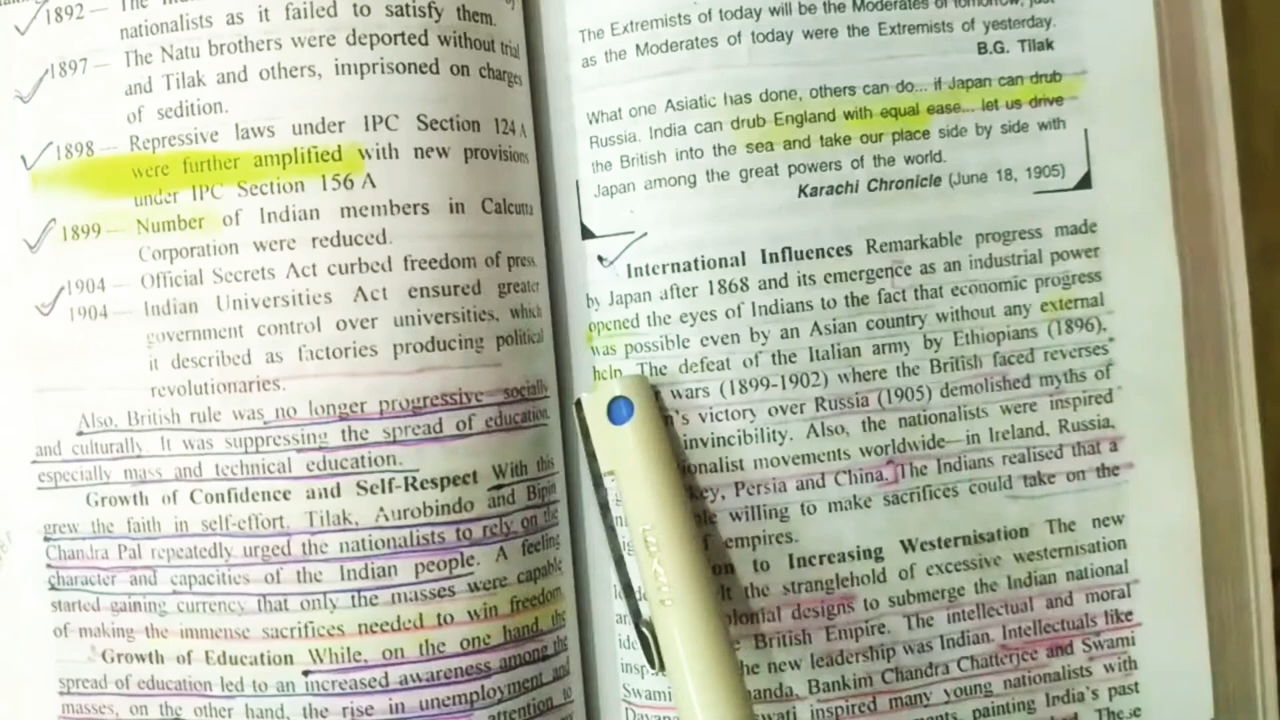 1892 — The
nationalists as it failed to satisfy them.
1897 — The Natu brothers were deported without trial
and Tilak and others, imprisoned on charges
of sedition.
1898 — Repressive laws under IPC Section 124 A
were further amplified with new provisions
under IPC Section 156 A
1899 — Number of Indian members in Calcutta
Corporation were reduced.
1904 — Official Secrets Act curbed freedom of press.
1904 — Indian Universities Act ensured greater
government control over universities, which
it described as factories producing political
revolutionaries.
Also, British rule was no longer progressive socially
and culturally. It was suppressing the spread of education,
especially mass and technical education.
Growth of Confidence and Self-Respect With this
grew the faith in self-effort. Tilak, Aurobindo and Bipin
Chandra Pal repeatedly urged the nationalists to rely on the
character and capacities of the Indian people. A feeling
started gaining currency that only the masses were capable
of making the immense sacrifices needed to win freedom.
Growth of Education While, on the one hand, the
spread of education led to an increased awareness among the
masses, on the other hand, the rise in unemployment and
attention to
The Extremists of today will be the Moderates of tomorrow, just
as the Moderates of today were the Extremists of yesterday.
B.G. Tilak
What one Asiatic has done, others can do... if Japan can drub
Russia. India can drub England with equal ease... let us drive
the British into the sea and take our place side by side with
Japan among the great powers of the world.
Karachi Chronicle (June 18, 1905)
International Influences Remarkable progress made
by Japan after 1868 and its emergence as an industrial power
opened the eyes of Indians to the fact that economic progress
was possible even by an Asian country without any external
help. The defeat of the Italian army by Ethiopians (1896),
wars (1899-1902) where the British faced reverses
n's victory over Russia (1905) demolished myths of
invincibility. Also, the nationalists were inspired
ionalist movements worldwide—in Ireland, Russia,
key, Persia and China. The Indians realised that a
le willing to make sacrifices could take on the
f empires.
on to Increasing Westernisation The new
lt the stranglehold of excessive westernisation
olonial designs to submerge the Indian national
British Empire. The intellectual and moral
he new leadership was Indian. Intellectuals like
Swami anda, Bankim Chandra Chatterjee and Swami
swati inspired many young nationalists with
ents, painting India's past
These